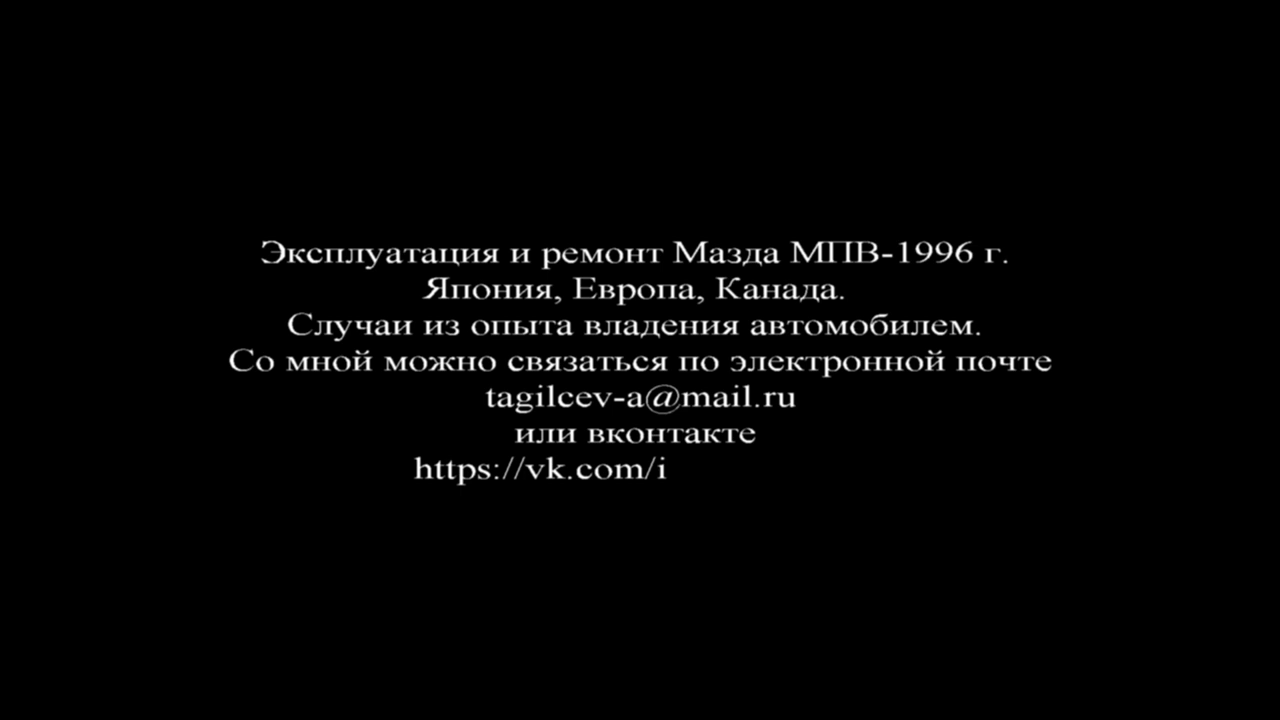 Эксплуатация и ремонт Мазда МПВ-1996 г.
Япония, Европа, Канада.
Случаи из опыта владения автомобилем.
Со мной можно связаться по электронной почте
tagilcev-a@mail.ru
или вконтакте
https://vk.com/i